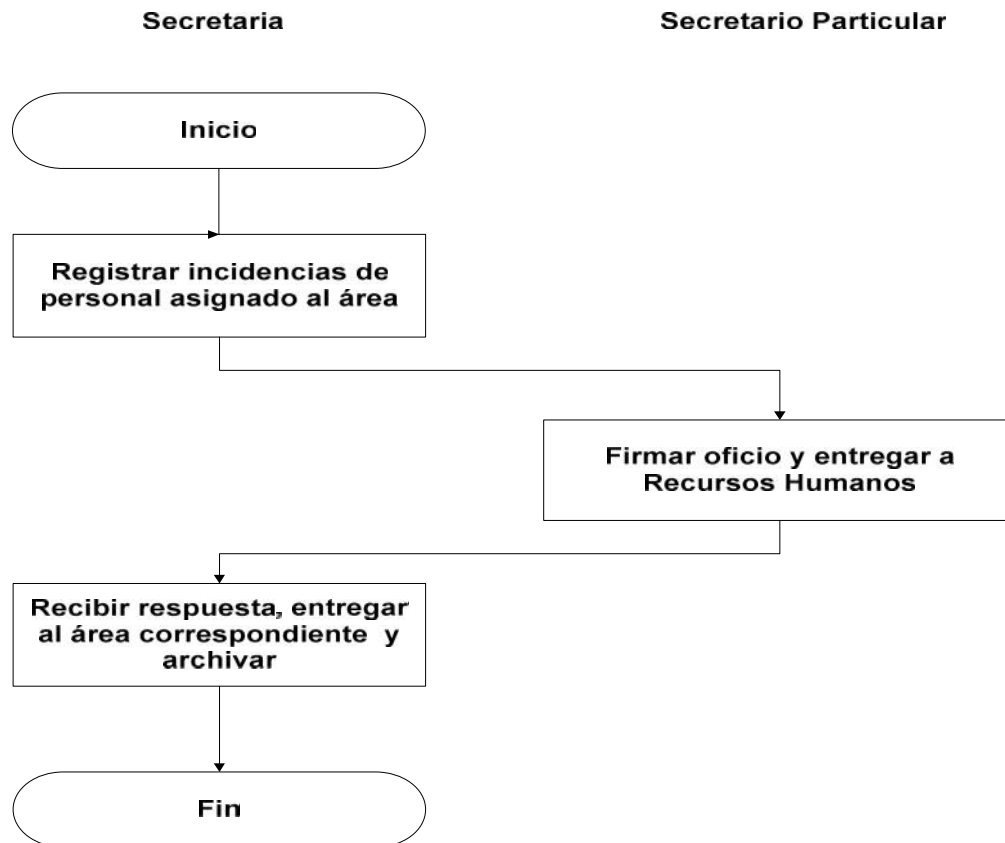 Secretaria
Secretario Particular
Inicio
Registrar incidencias de
personal asignado al área
Firmar oficio y entregar a
Recursos Humanos
Recibir respuesta, entregar
al área correspondiente y
archivar
Fin